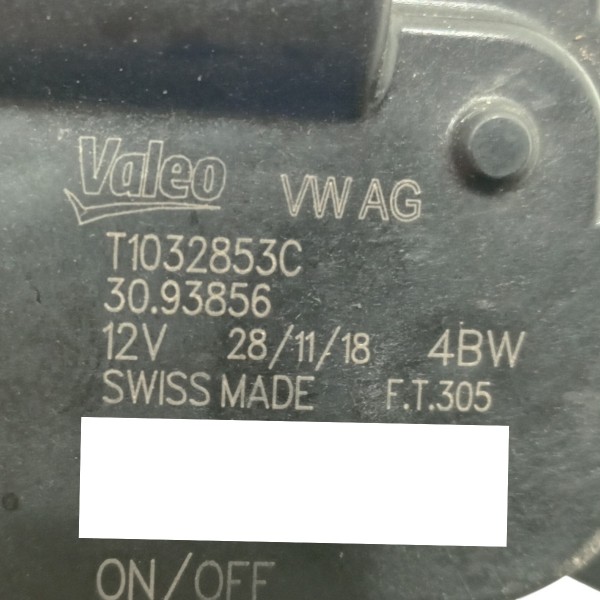 Valeo VW AG
T1032853C
30.93856
12V 28/11/18 4BW
SWISS MADE F.T.305
ON/OFF